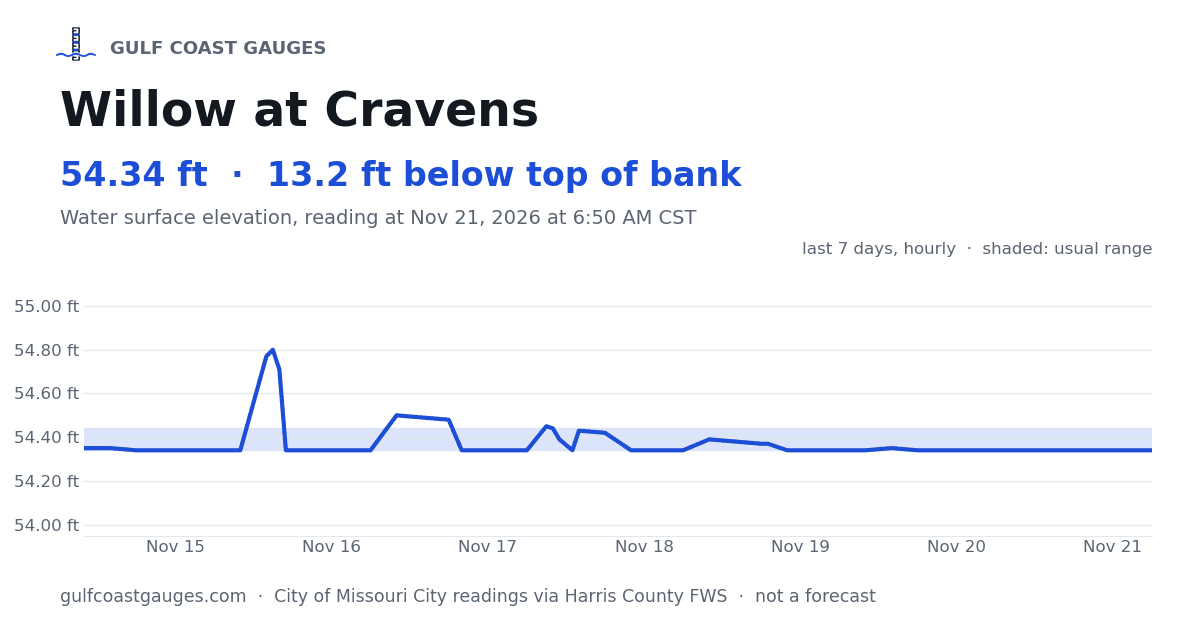 GULF COAST GAUGES
Willow at Cravens
54.34 ft · 13.2 ft below top of bank
Water surface elevation, reading at Nov 21, 2026 at 6:50 AM CST
last 7 days, hourly · shaded: usual range
55.00 ft
54.80 ft
54.60 ft
54.40 ft
54.20 ft
54.00 ft
Nov 15 Nov 16 Nov 17 Nov 18 Nov 19 Nov 20 Nov 21
gulfcoastgauges.com · City of Missouri City readings via Harris County FWS · not a forecast